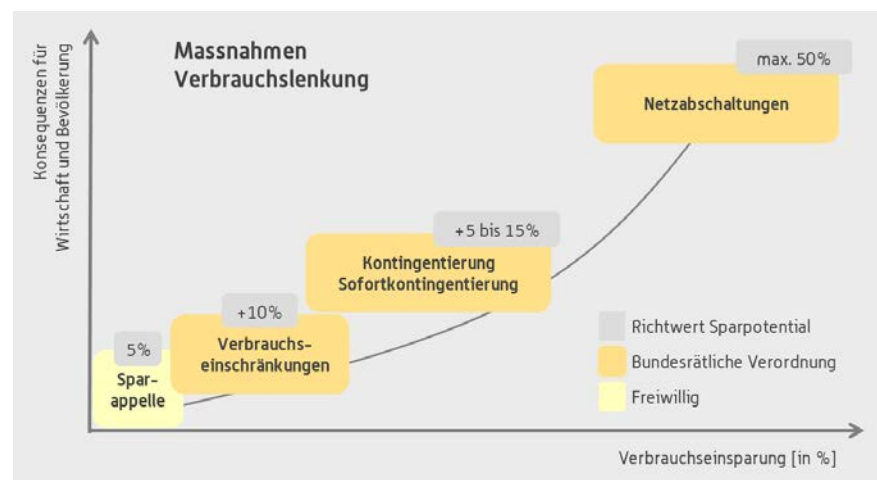 Konsequenzen für
Wirtschaft und Bevölkerung
Massnahmen
Verbrauchslenkung
max. 50%
Netzabschaltungen
+5 bis 15%
Kontingentierung
Sofortkontingentierung
+10%
Verbrauchs-
einschränkungen
5%
Spar-
appelle
Richtwert Sparpotential
Bundesrätliche Verordnung
Freiwillig
Verbrauchseinsparung [in %]